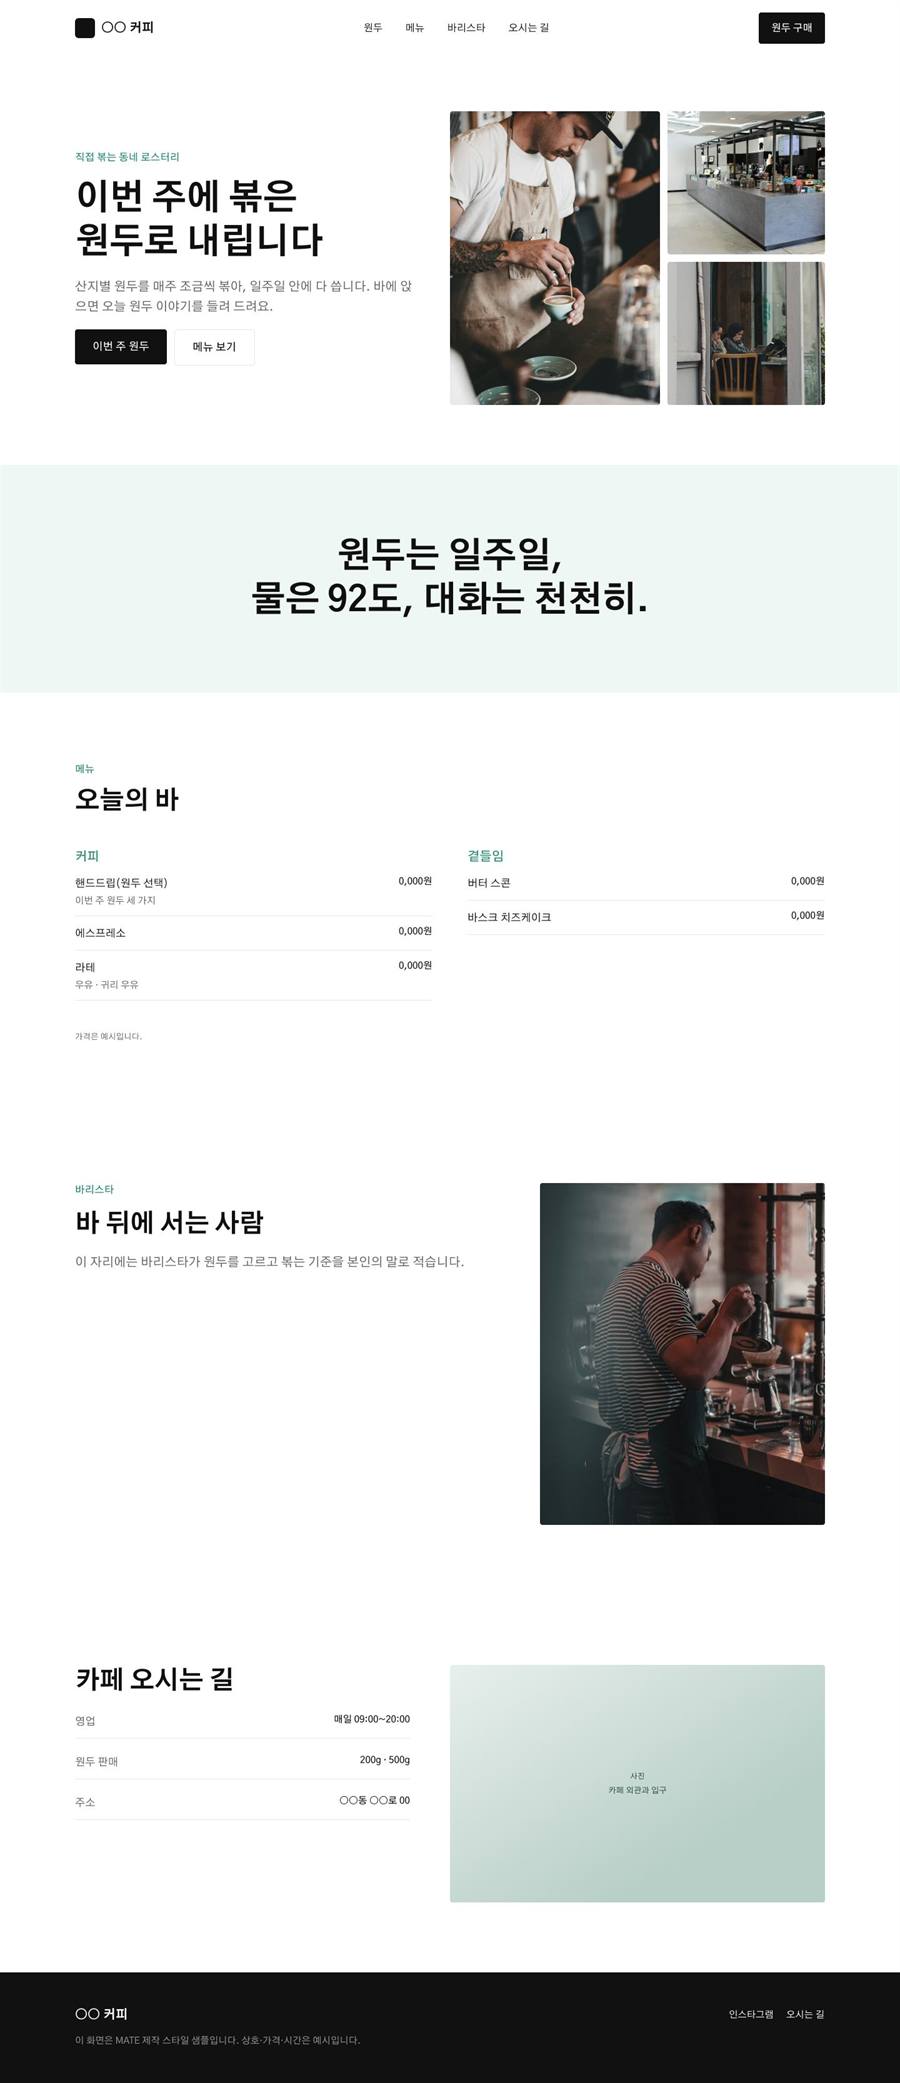 ○○ 커피
원두 메뉴 바리스타 오시는 길
원두 구매
직접 볶는 동네 로스터리
이번 주에 볶은
원두로 내립니다
산지별 원두를 매주 조금씩 볶아, 일주일 안에 다 씁니다. 바에 앉
으면 오늘 원두 이야기를 들려 드려요.
이번 주 원두 메뉴 보기
원두는 일주일,
물은 92도, 대화는 천천히.
메뉴
오늘의 바
커피
핸드드립(원두 선택) 0,000원
이번 주 원두 세 가지
에스프레소 0,000원
라테 0,000원
우유 · 귀리 우유
곁들임
버터 스콘 0,000원
바스크 치즈케이크 0,000원
가격은 예시입니다.
바리스타
바 뒤에 서는 사람
이 자리에는 바리스타가 원두를 고르고 볶는 기준을 본인의 말로 적습니다.
카페 오시는 길
영업 매일 09:00~20:00
원두 판매 200g · 500g
주소 ○○동 ○○로 00
사진
카페 외관과 입구
○○ 커피
이 화면은 MATE 제작 스타일 샘플입니다. 상호·가격·시간은 예시입니다.
인스타그램 오시는 길